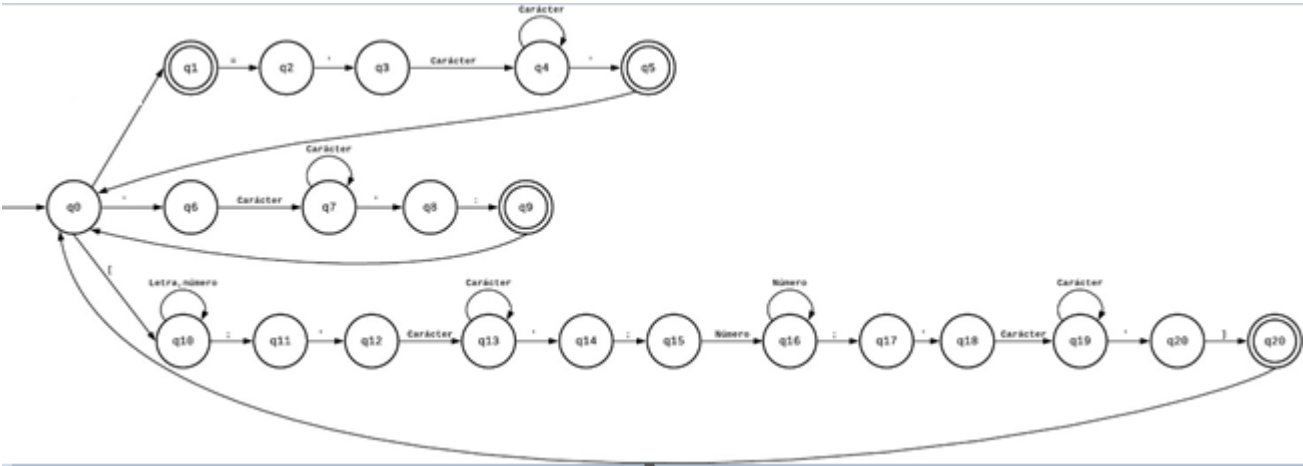 Carácter
q1 = q2 ' q3 Carácter q4 ' q5
Carácter
q0 q6 Carácter q7 q8 q9
[
Letra,número Carácter Número Carácter
q10 q11 ' q12 Carácter q13 ' q14 q15 Número q16 q17 ' q18 Carácter q19 ' q20 ] q20